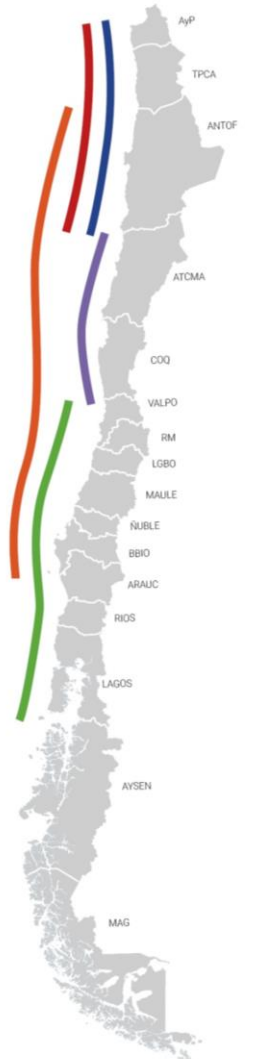 AyP
TPCA
ANTOF
ATCMA
COQ
VALPO
RM
LGBO
MAULE
ÑUBLE
BBIO
ARAUC
RIOS
LAGOS
AYSEN
MAG